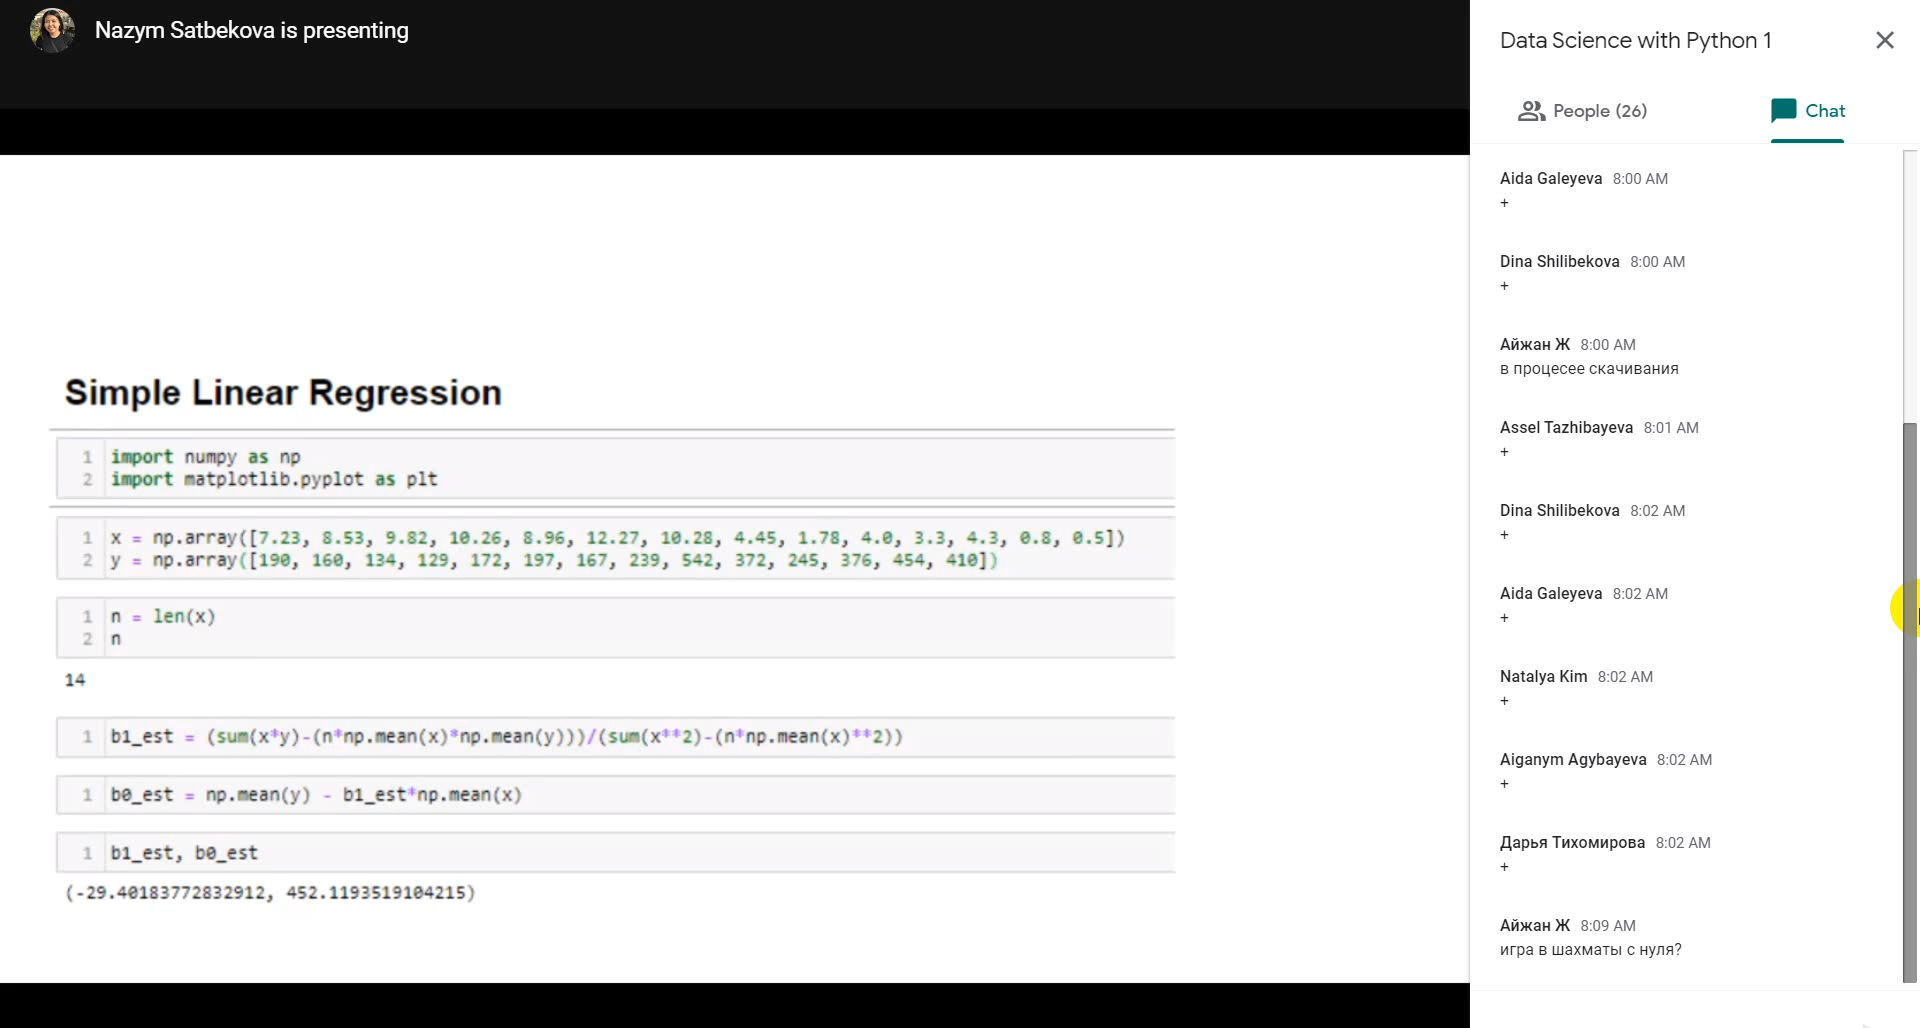 Nazym Satbekova is presenting
Simple Linear Regression
1 import numpy as np
2 import matplotlib.pyplot as plt
1 x = np.array([7.23, 8.53, 9.82, 10.26, 8.96, 12.27, 10.28, 4.45, 1.78, 4.0, 3.3, 4.3, 0.8, 0.5])
2 y = np.array([190, 160, 134, 129, 172, 197, 167, 239, 542, 372, 245, 376, 454, 410])
1 n = len(x)
2 n
14
1 b1_est = (sum(x*y)-(n*np.mean(x)*np.mean(y)))/(sum(x**2)-(n*np.mean(x)**2))
1 b0_est = np.mean(y) - b1_est*np.mean(x)
1 b1_est, b0_est
(-29.40183772832912, 452.1193519104215)
Data Science with Python 1
People (26)
Chat
Aida Galeyeva 8:00 AM
+
Dina Shilibekova 8:00 AM
+
Айжан Ж 8:00 AM
в процесее скачивания
Assel Tazhibayeva 8:01 AM
+
Dina Shilibekova 8:02 AM
+
Aida Galeyeva 8:02 AM
+
Natalya Kim 8:02 AM
+
Aiganym Agybayeva 8:02 AM
+
Дарья Тихомирова 8:02 AM
+
Айжан Ж 8:09 AM
игра в шахматы с нуля?